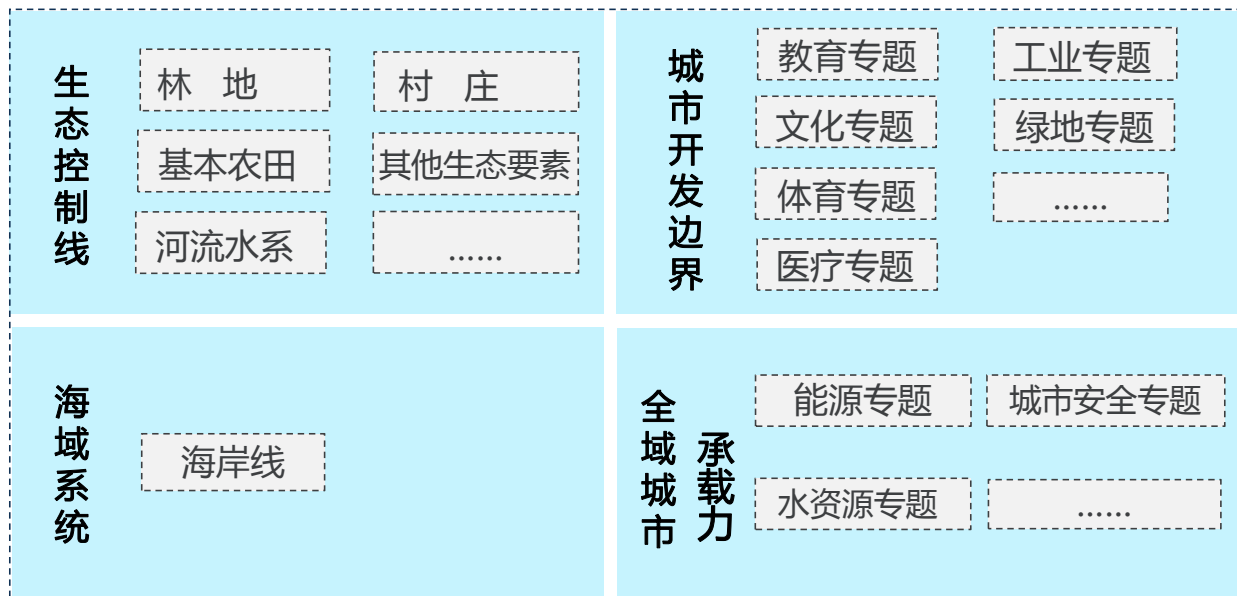 生态控制线
林 地
村 庄
基本农田
其他生态要素
河流水系
......
城市开发边界
教育专题
工业专题
文化专题
绿地专题
体育专题
......
医疗专题
海域系统
海岸线
全域城市
承载力
能源专题
城市安全专题
水资源专题
......